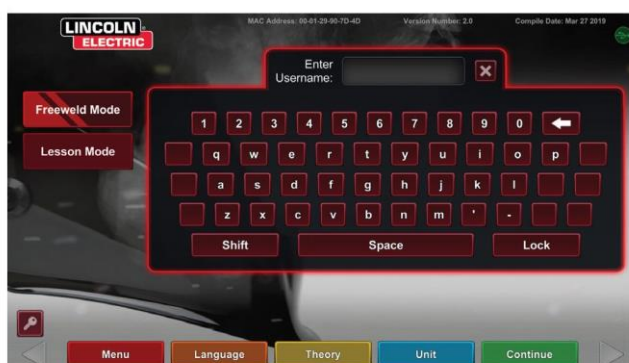 LINCOLN
ELECTRIC
MAC Address: 00-01-29-90-7D-4D Version Number: 2.0 Compile Date: Mar 27 2019
Enter
Username:
Freeweld Mode
Lesson Mode
1 2 3 4 5 6 7 8 9 0
q w e r t y u i o p
a s d f g h j k l
z x c v b n m ' -
Shift Space Lock
Menu Language Theory Unit Continue